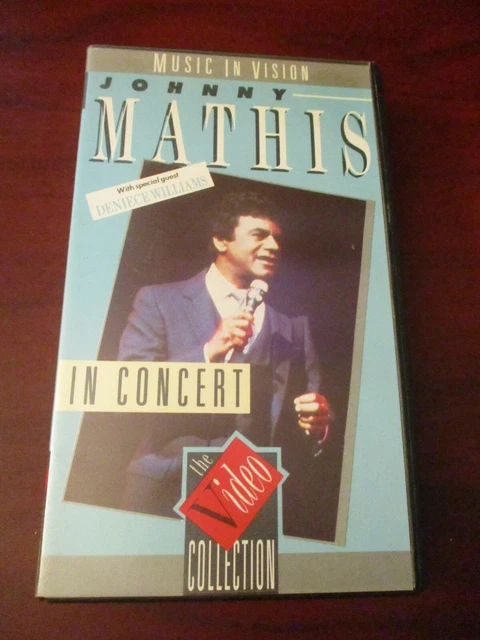 MUSIC IN VISION
JOHNNY
MATHIS
With special guest
DENIECE WILLIAMS
IN CONCERT
the
Video
COLLECTION